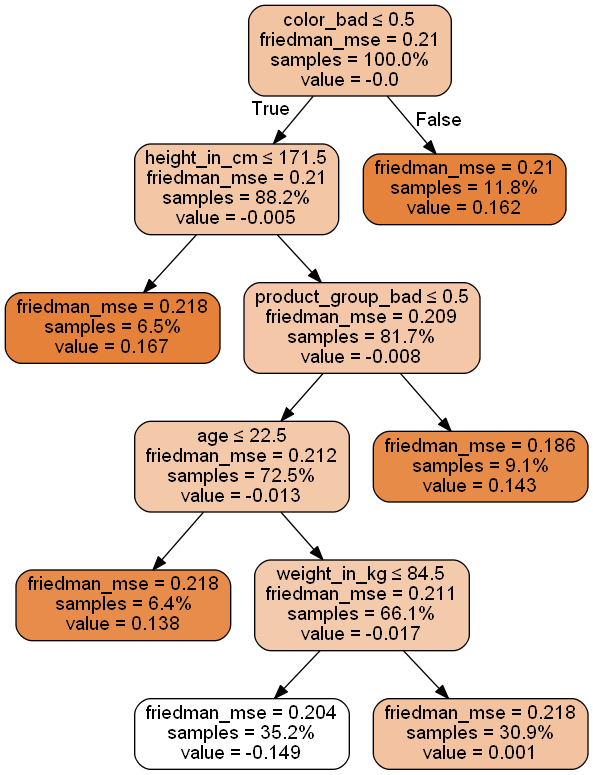 color_bad ≤ 0.5
friedman_mse = 0.21
samples = 100.0%
value = -0.0
True
False
height_in_cm ≤ 171.5
friedman_mse = 0.21
samples = 88.2%
value = -0.005
friedman_mse = 0.21
samples = 11.8%
value = 0.162
friedman_mse = 0.218
samples = 6.5%
value = 0.167
product_group_bad ≤ 0.5
friedman_mse = 0.209
samples = 81.7%
value = -0.008
age ≤ 22.5
friedman_mse = 0.212
samples = 72.5%
value = -0.013
friedman_mse = 0.186
samples = 9.1%
value = 0.143
friedman_mse = 0.218
samples = 6.4%
value = 0.138
weight_in_kg ≤ 84.5
friedman_mse = 0.211
samples = 66.1%
value = -0.017
friedman_mse = 0.204
samples = 35.2%
value = -0.149
friedman_mse = 0.218
samples = 30.9%
value = 0.001